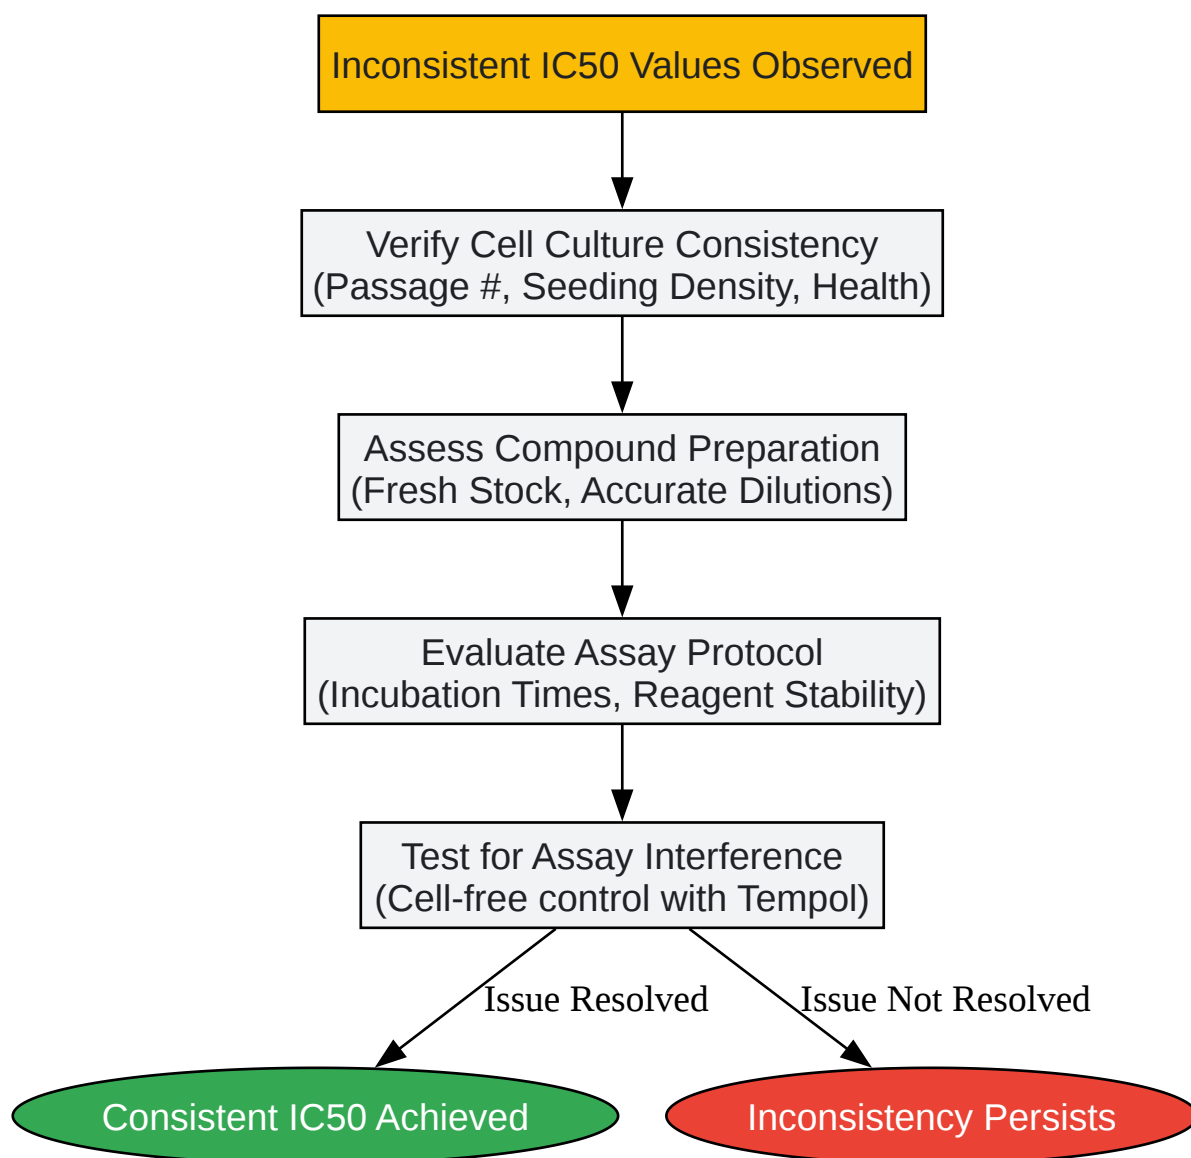 Inconsistent IC50 Values Observed
Verify Cell Culture Consistency
(Passage #, Seeding Density, Health)
Assess Compound Preparation
(Fresh Stock, Accurate Dilutions)
Evaluate Assay Protocol
(Incubation Times, Reagent Stability)
Test for Assay Interference
(Cell-free control with Tempol)
Issue Resolved
Issue Not Resolved
Consistent IC50 Achieved
Inconsistency Persists